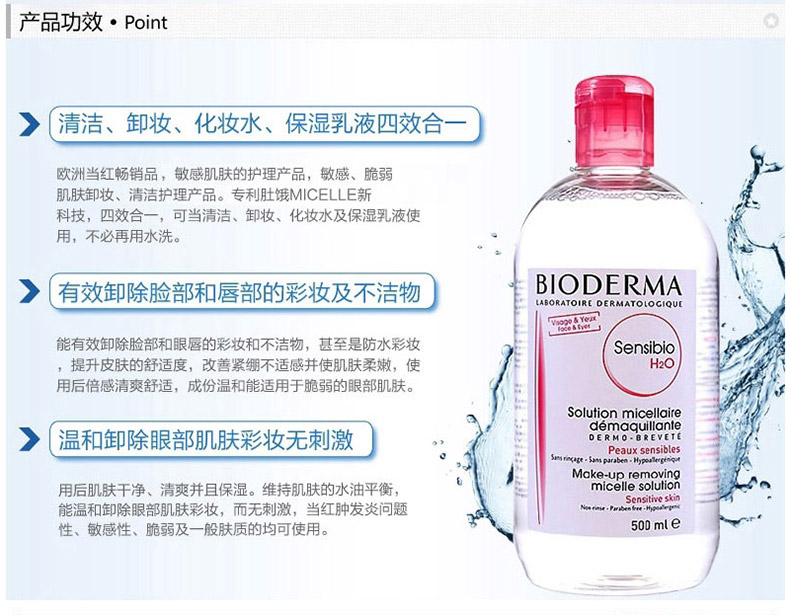 产品功效 • Point
清洁、卸妆、化妆水、保湿乳液四效合一
欧洲当红畅销品，敏感肌肤的护理产品，敏感、脆弱
肌肤卸妆、清洁护理产品。专利肚饿MICELLE新
科技，四效合一，可当清洁、卸妆、化妆水及保湿乳液使
用，不必再用水洗。
有效卸除脸部和唇部的彩妆及不洁物
能有效卸除脸部和眼唇的彩妆和不洁物，甚至是防水彩妆
，提升皮肤的舒适度，改善紧绷不适感并使肌肤柔嫩，使
用后倍感清爽舒适，成份温和能适用于脆弱的眼部肌肤。
温和卸除眼部肌肤彩妆无刺激
用后肌肤干净、清爽并且保湿。维持肌肤的水油平衡，
能温和卸除眼部肌肤彩妆，而无刺激，当红肿发炎问题
性、敏感性、脆弱及一般肤质的均可使用。
BIODERMA
LABORATOIRE DERMATOLOGIQUE
Visage & Yeux
Face & Eyes
Sensibio
H2O
Solution micellaire
démaquillante
DERMO-BREVETÉ
Peaux sensibles
Sans rinçage - Sans paraben - Hypoallergénique
Make-up removing
micelle solution
Sensitive skin
Non rinse - Paraben free - Hypoallergenic
500 ml e